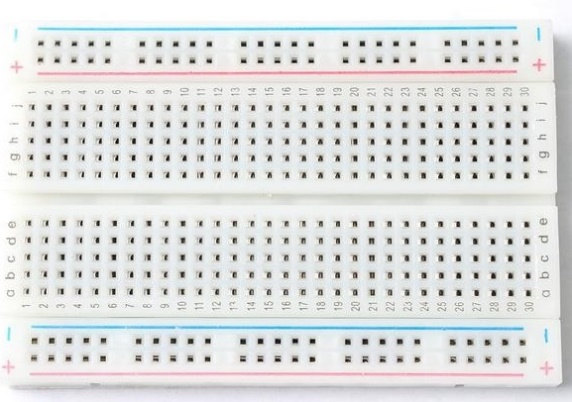 - -
+ +
1 2 3 4 5 6 7 8 9 10 11 12 13 14 15 16 17 18 19 20 21 22 23 24 25 26 27 28 29 30
j j
i i
h h
g g
f f
e e
d d
c c
b b
a a
1 2 3 4 5 6 7 8 9 10 11 12 13 14 15 16 17 18 19 20 21 22 23 24 25 26 27 28 29 30
- -
+ +